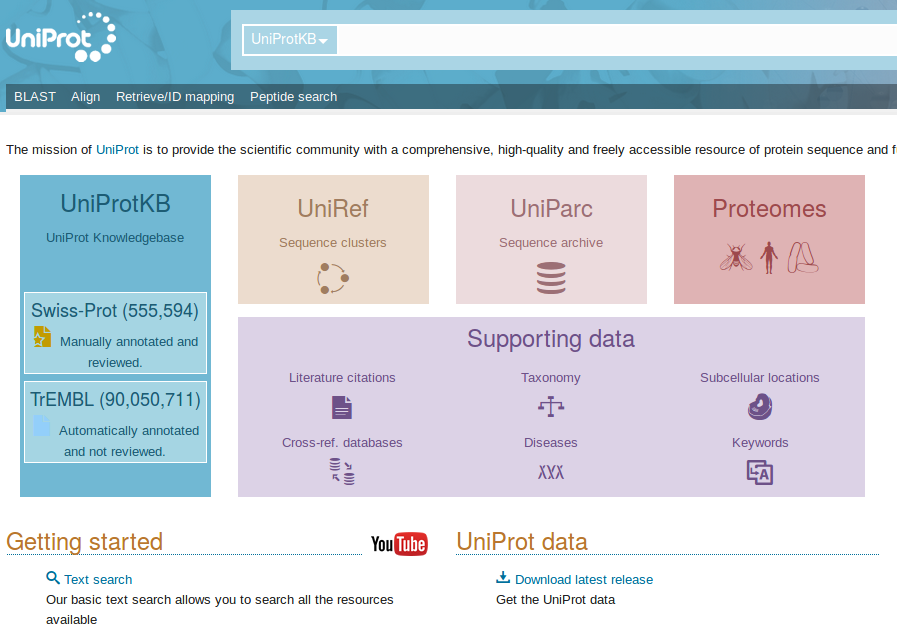 UniProt
UniProtKB
BLAST Align Retrieve/ID mapping Peptide search
The mission of UniProt is to provide the scientific community with a comprehensive, high-quality and freely accessible resource of protein sequence and
UniProtKB
UniProt Knowledgebase
Swiss-Prot (555,594)
Manually annotated and
reviewed.
TrEMBL (90,050,711)
Automatically annotated
and not reviewed.
UniRef
Sequence clusters
UniParc
Sequence archive
Proteomes
Supporting data
Literature citations
Taxonomy
Subcellular locations
Cross-ref. databases
Diseases
Keywords
Getting started
YouTube
Text search
Our basic text search allows you to search all the resources
available
UniProt data
Download latest release
Get the UniProt data